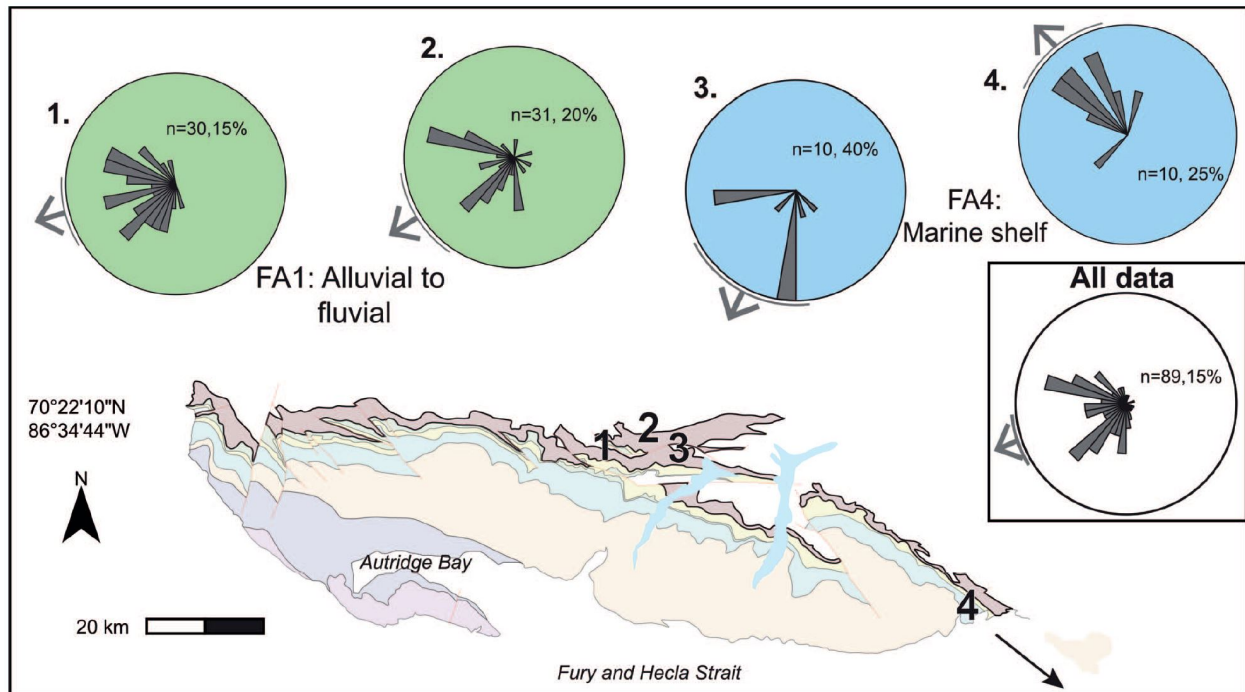 1.
n=30,15%
2.
n=31, 20%
3.
n=10, 40%
4.
n=10, 25%
FA1: Alluvial to
fluvial
FA4:
Marine shelf
All data
n=89,15%
70°22'10"N
86°34'44"W
N
1
2
3
4
Autridge Bay
20 km
Fury and Hecla Strait